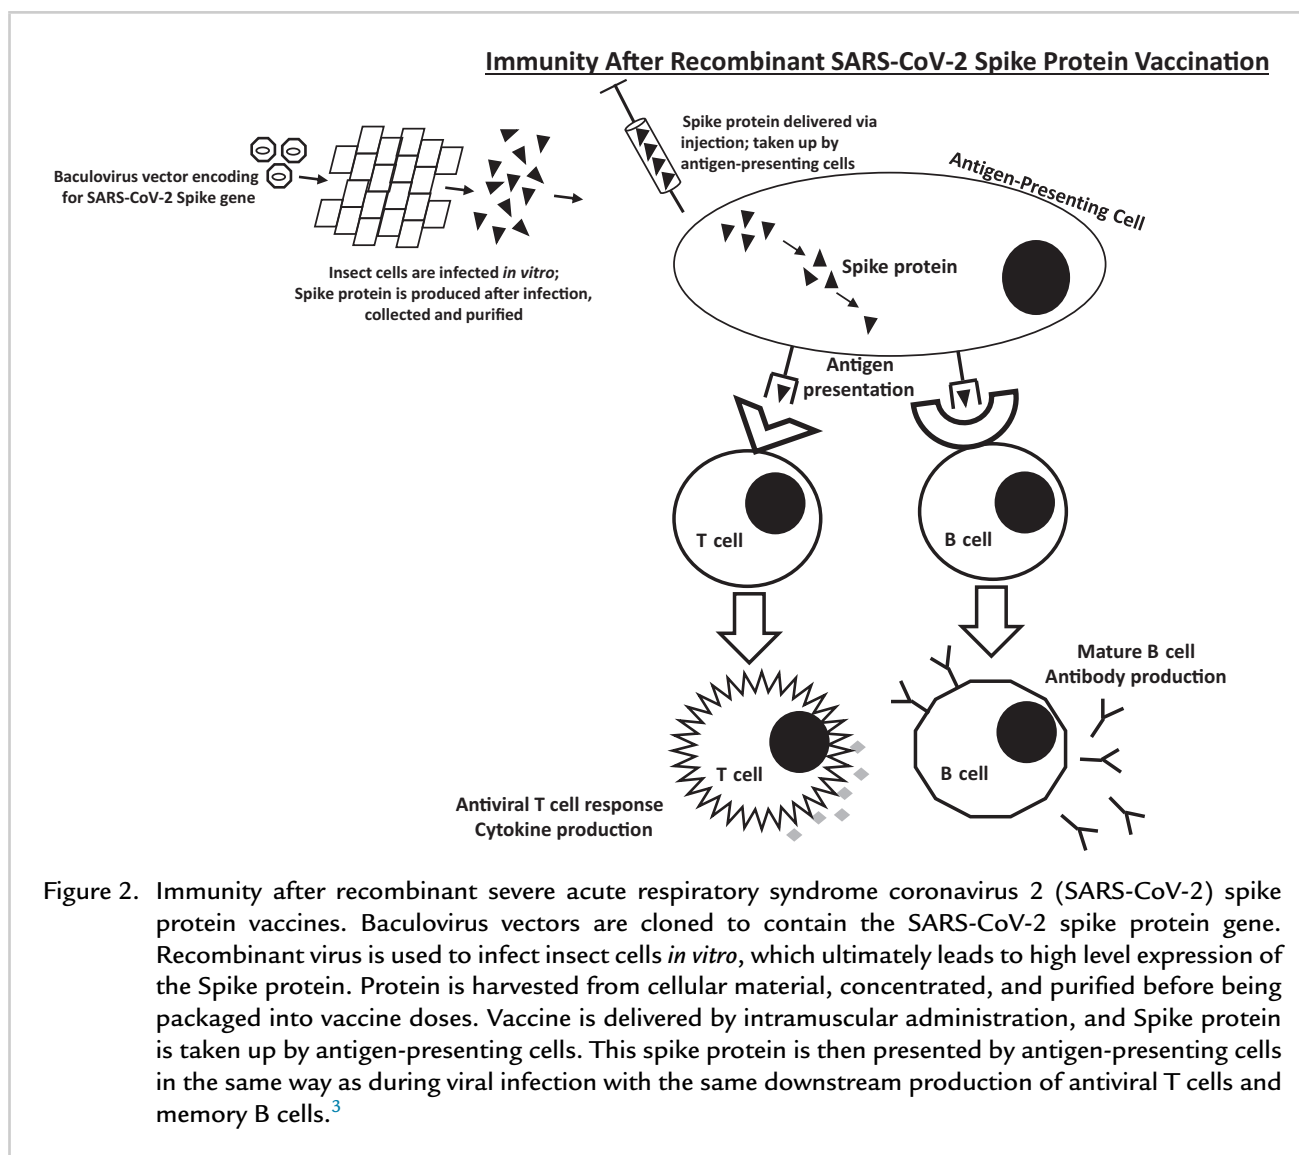 Immunity After Recombinant SARS-CoV-2 Spike Protein Vaccination
Spike protein delivered via
injection; taken up by
antigen-presenting cells
Baculovirus vector encoding
for SARS-CoV-2 Spike gene
Insect cells are infected in vitro;
Spike protein is produced after infection,
collected and purified
Antigen-Presenting Cell
Spike protein
Antigen
presentation
T cell
B cell
Mature B cell
Antibody production
T cell
B cell
Antiviral T cell response
Cytokine production
Figure 2. Immunity after recombinant severe acute respiratory syndrome coronavirus 2 (SARS-CoV-2) spike
protein vaccines. Baculovirus vectors are cloned to contain the SARS-CoV-2 spike protein gene.
Recombinant virus is used to infect insect cells in vitro, which ultimately leads to high level expression of
the Spike protein. Protein is harvested from cellular material, concentrated, and purified before being
packaged into vaccine doses. Vaccine is delivered by intramuscular administration, and Spike protein
is taken up by antigen-presenting cells. This spike protein is then presented by antigen-presenting cells
in the same way as during viral infection with the same downstream production of antiviral T cells and
memory B cells.3